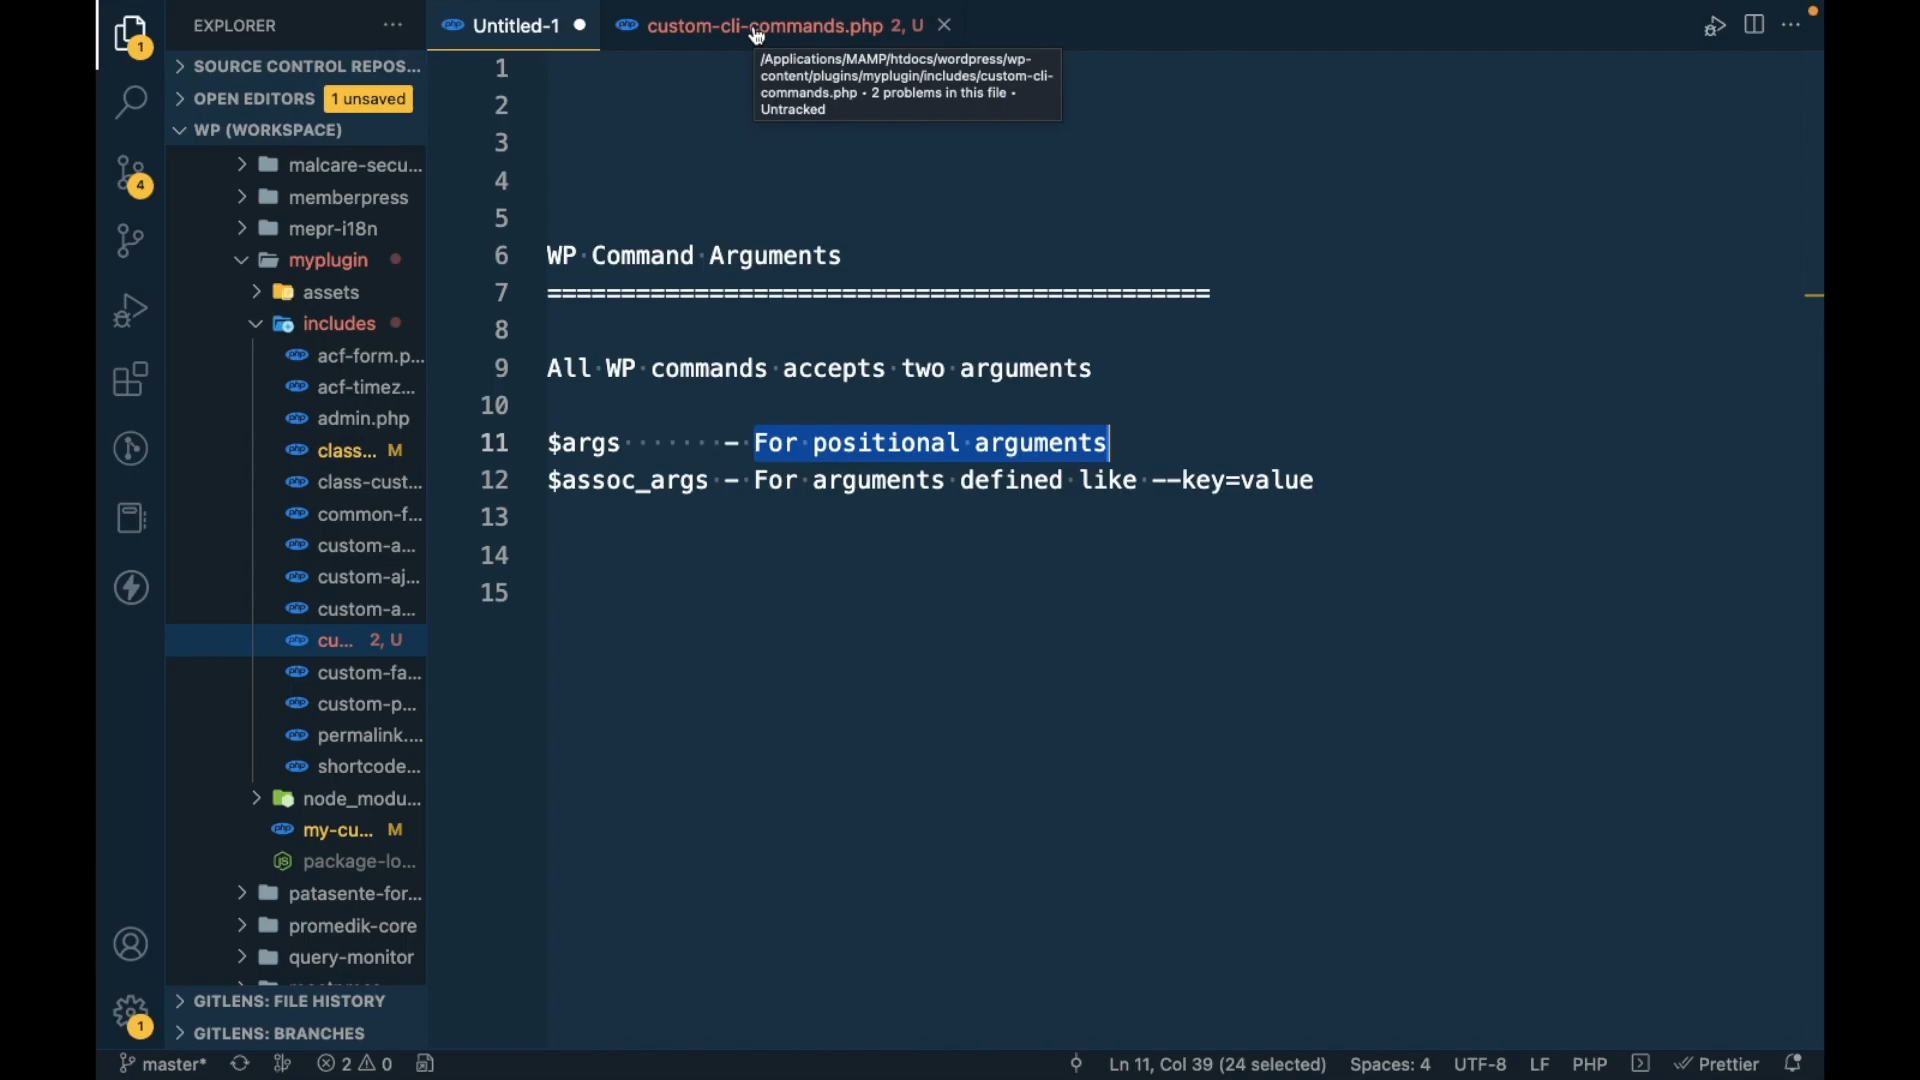 EXPLORER
Untitled-1
custom-cli-commands.php 2, U
/Applications/MAMP/htdocs/wordpress/wp-
content/plugins/myplugin/includes/custom-cli-
commands.php • 2 problems in this file •
Untracked
1
4
1
SOURCE CONTROL REPOS...
OPEN EDITORS 1 unsaved
WP (WORKSPACE)
malcare-secu...
memberpress
mepr-i18n
myplugin
assets
includes
acf-form.p...
acf-timez...
admin.php
class... M
class-cust...
common-f...
custom-a...
custom-aj...
custom-a...
cu... 2, U
custom-fa...
custom-p...
permalink....
shortcode...
node_modu...
my-cu... M
package-lo...
patasente-for...
promedik-core
query-monitor
GITLENS: FILE HISTORY
GITLENS: BRANCHES
1
2
3
4
5
6 WP Command Arguments
7 =============================================
8
9 All WP commands accepts two arguments
10
11 $args - For positional arguments
12 $assoc_args - For arguments defined like --key=value
13
14
15
master* 2 0 Ln 11, Col 39 (24 selected) Spaces: 4 UTF-8 LF PHP Prettier